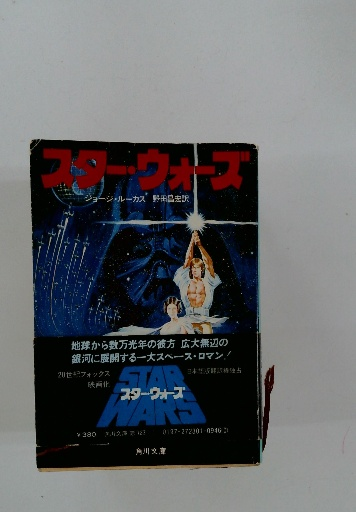 スター・ウォーズ
ジョージ・ルーカス 野田昌宏訳
地球から数万光年の彼方 広大無辺の
銀河に展開する一大スペース・ロマン!
20世紀フォックス
映画化
STAR
スター・ウォーズ
WARS
￥380
0197-272301-0946
角川文庫